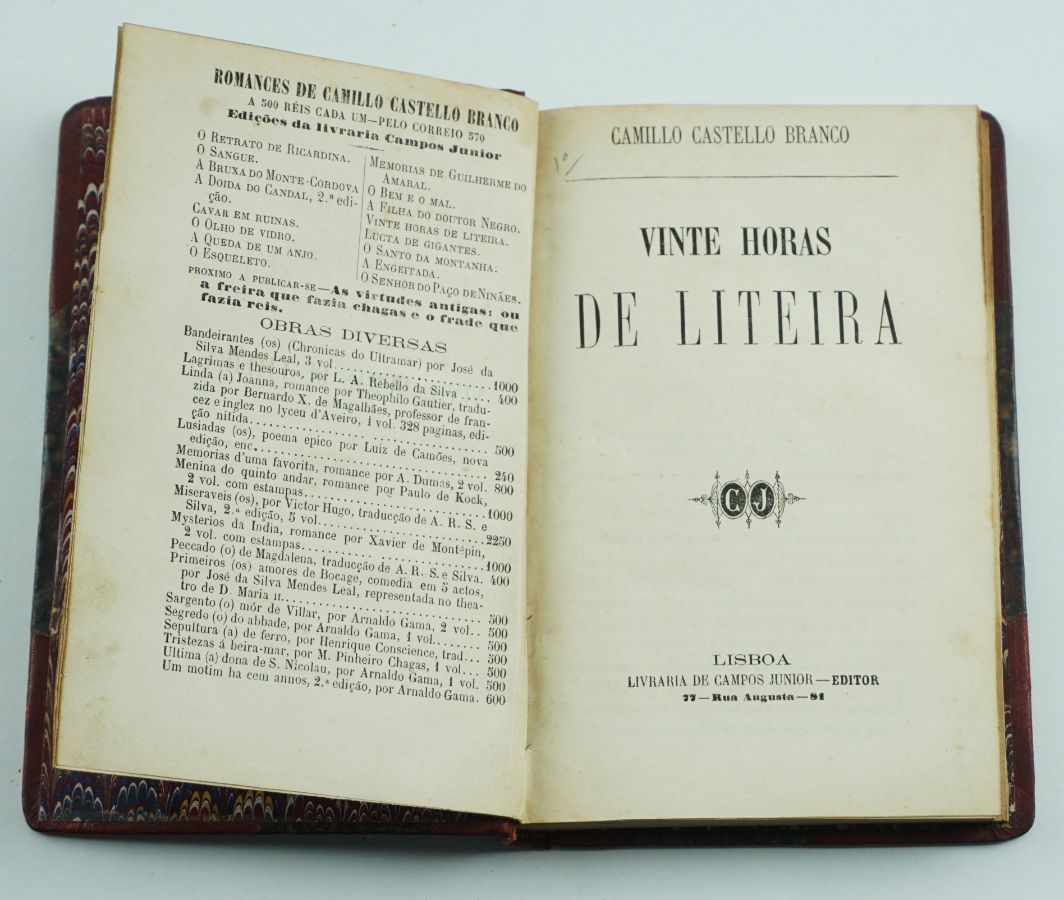 ROMANCES DE CAMILLO CASTELLO BRANCO
A 500 RÉIS CADA UM—PELO CORREIO 570
Edições da livraria Campos Junior
O RETRATO DE RICARDINA.
O SANGUE.
A BRUXA DO MONTE-CORDOVA
A DOIDA DO CANDAL, 2.ª edi-
ção.
CAVAR EM RUINAS.
O OLHO DE VIDRO.
A QUEDA DE UM ANJO.
O ESQUELETO.
MEMORIAS DE GUILHERME DO
AMARAL.
O BEM E O MAL.
A FILHA DO DOUTOR NEGRO.
VINTE HORAS DE LITEIRA.
LUCTA DE GIGANTES.
O SANTO DA MONTANHA.
A ENGEITADA.
O SENHOR DO PAÇO DE NINÃES.
PROXIMO A PUBLICAR-SE—As virtudes antigas; ou
a freira que fazia chagas e o frade que
fazia reis.
OBRAS DIVERSAS
Bandeirantes (os) (Chronicas do Ultramar) por José da
Silva Mendes Leal, 3 vol........................1000
Lagrimas e thesouros, por L. A. Rebello da Silva ..... 400
Linda (a) Joanna, romance por Theophilo Gautier, tradu-
zida por Bernardo X. de Magalhães, professor de fran-
cez e inglez no lyceu d'Aveiro, 1 vol. 328 paginas, edi-
ção nitida................................ 500
Lusiadas (os), poema epico por Luiz de Camões, nova
edição, enc................................ 240
Memorias d'uma favorita, romance por A. Dumas, 2 vol. 800
Menina do quinto andar, romance por Paulo de Kock,
2 vol. com estampas........................1000
Miseraveis (os), por Victor Hugo, traducção de A. R. S. e
Silva, 2.ª edição, 5 vol........................2250
Mysterios da India, romance por Xavier de Montépin,
2 vol. com estampas........................1000
Peccado (o) de Magdalena, traducção de A. R. S. e Silva. 400
Primeiros (os) amores de Bocage, comedia em 5 actos,
por José da Silva Mendes Leal, representada no thea-
tro de D. Maria II........................ 500
Sargento (o) mór de Villar, por Arnaldo Gama, 2 vol.. 500
Segredo (o) do abbade, por Arnaldo Gama, 1 vol....... 500
Sepultura (a) de ferro, por Henrique Conscience, trad... 500
Tristezas á beira-mar, por M. Pinheiro Chagas, 1 vol... 500
Ultima (a) dona de S. Nicolau, por Arnaldo Gama, 1 vol. 500
Um motim ha cem annos, 2.ª edição, por Arnaldo Gama. 600
CAMILLO CASTELLO BRANCO
VINTE HORAS
DE LITEIRA
CJ
LISBOA
LIVRARIA DE CAMPOS JUNIOR—EDITOR
77—Rua Augusta—81